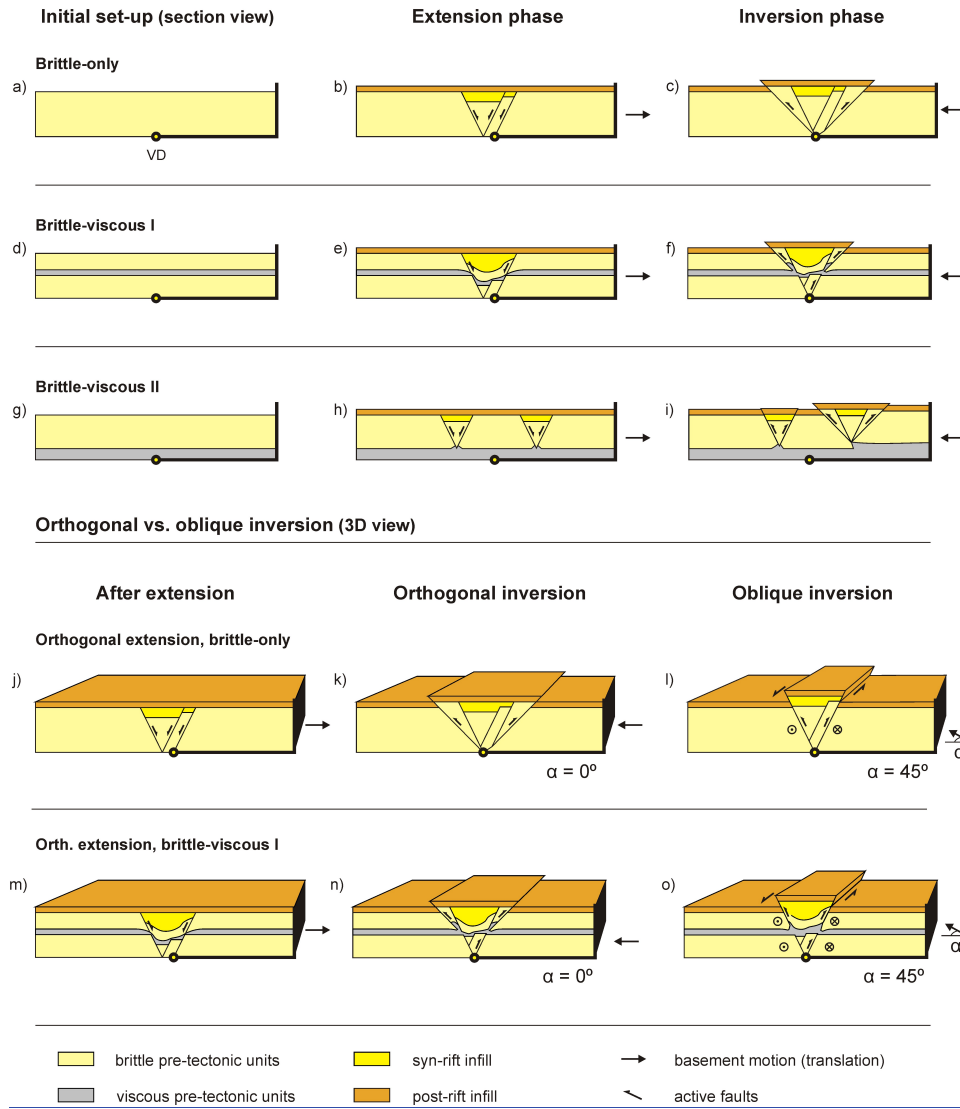 Initial set-up (section view) Extension phase Inversion phase
Brittle-only
a) b) c)
VD
Brittle-viscous I
d) e) f)
Brittle-viscous II
g) h) i)
Orthogonal vs. oblique inversion (3D view)
After extension Orthogonal inversion Oblique inversion
Orthogonal extension, brittle-only
j) k) l)
α
α = 0º α = 45º
Orth. extension, brittle-viscous I
m) n) o)
α
α = 0º α = 45º
brittle pre-tectonic units syn-rift infill basement motion (translation)
viscous pre-tectonic units post-rift infill active faults